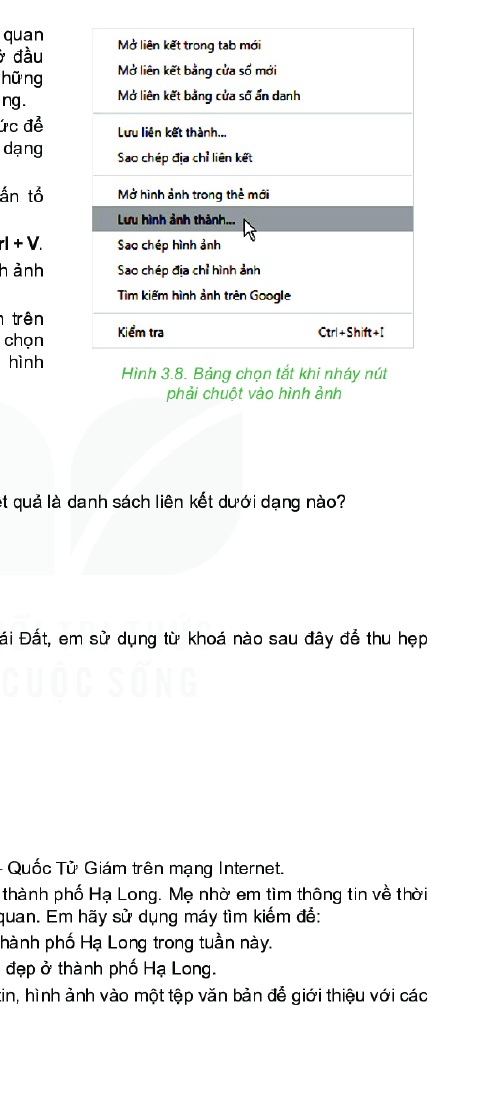 quan
ở đầu
hững
ng.
ức để
dạng
ấn tổ
rl + V.
h ảnh
n trên
chọn
hình
Mở liên kết trong tab mới
Mở liên kết bằng cửa sổ mới
Mở liên kết bằng cửa sổ ẩn danh
Lưu liên kết thành...
Sao chép địa chỉ liên kết
Mở hình ảnh trong thẻ mới
Lưu hình ảnh thành...
Sao chép hình ảnh
Sao chép địa chỉ hình ảnh
Tìm kiếm hình ảnh trên Google
Kiểm tra Ctrl+Shift+I
Hình 3.8. Bảng chọn tắt khi nháy nút
phải chuột vào hình ảnh
ết quả là danh sách liên kết dưới dạng nào?
ái Đất, em sử dụng từ khoá nào sau đây để thu hẹp
CUỘC SỐNG
- Quốc Tử Giám trên mạng Internet.
thành phố Hạ Long. Mẹ nhờ em tìm thông tin về thời
quan. Em hãy sử dụng máy tìm kiếm để:
hành phố Hạ Long trong tuần này.
đẹp ở thành phố Hạ Long.
tin, hình ảnh vào một tệp văn bản để giới thiệu với các